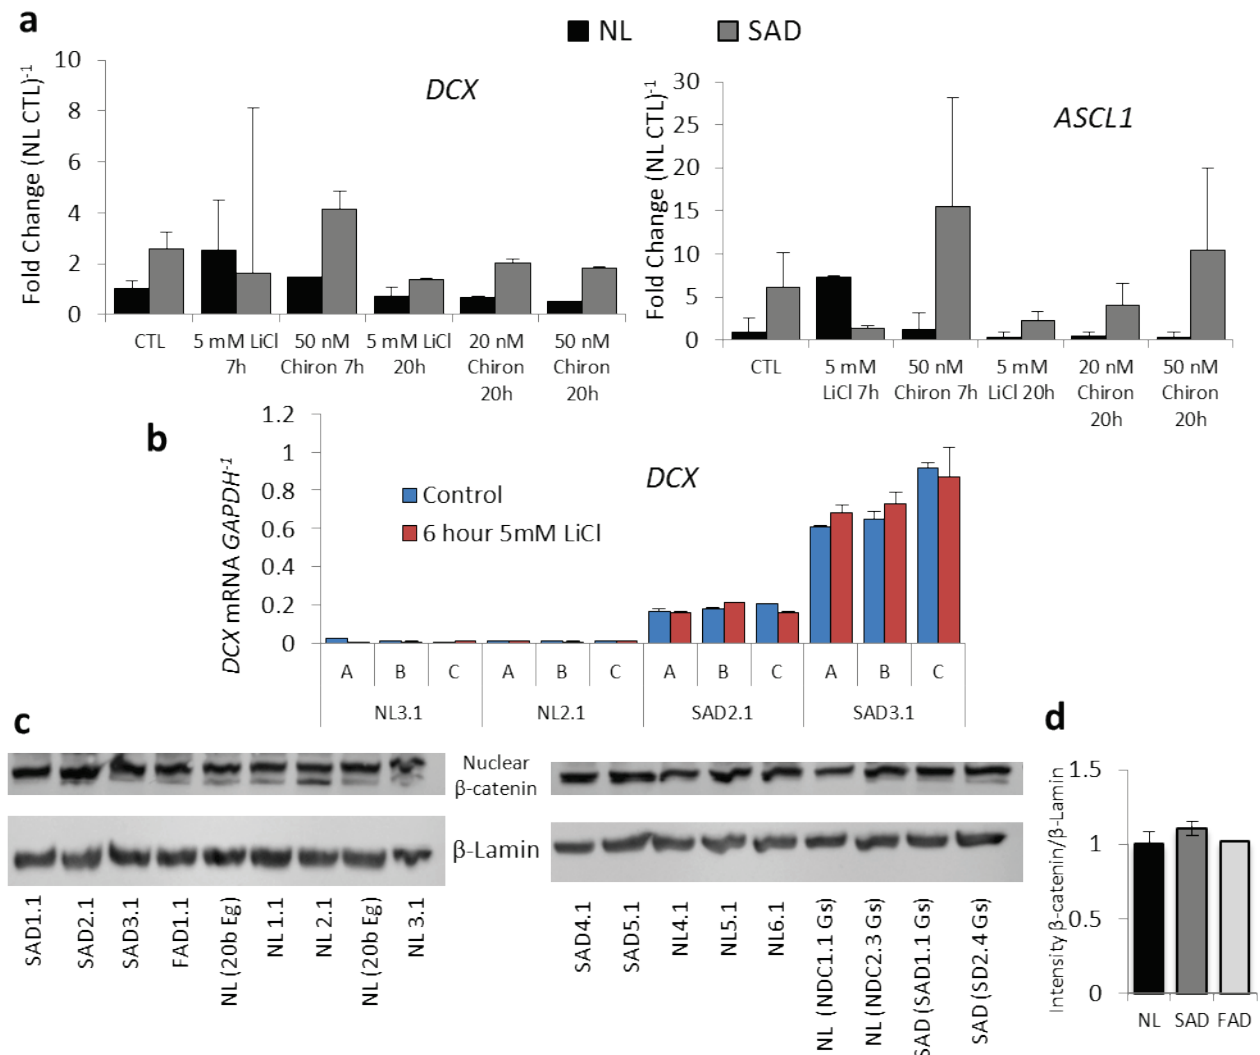 a
NL SAD
Fold Change (NL CTL)-1
10
8
6
4
2
0
DCX
CTL
5 mM LiCl 7h
50 nM Chiron 7h
5 mM LiCl 20h
20 nM Chiron 20h
50 nM Chiron 20h
Fold Change (NL CTL)-1
30
25
20
15
10
5
0
ASCL1
CTL
5 mM LiCl 7h
50 nM Chiron 7h
5 mM LiCl 20h
20 nM Chiron 20h
50 nM Chiron 20h
b
DCX mRNA GAPDH-1
1.2
1
0.8
0.6
0.4
0.2
0
DCX
Control
6 hour 5mM LiCl
A B C A B C A B C A B C
NL3.1 NL2.1 SAD2.1 SAD3.1
c
Nuclear
β-catenin
β-Lamin
SAD1.1
SAD2.1
SAD3.1
FAD1.1
NL (20b Eg)
NL 1.1
NL 2.1
NL (20b Eg)
NL 3.1
SAD4.1
SAD5.1
NL4.1
NL5.1
NL6.1
NL (NDC1.1 Gs)
NL (NDC2.3 Gs)
SAD (SAD1.1 Gs)
SAD (SD2.4 Gs)
d
Intensity β-catenin/β-Lamin
1.5
1
0.5
0
NL SAD FAD